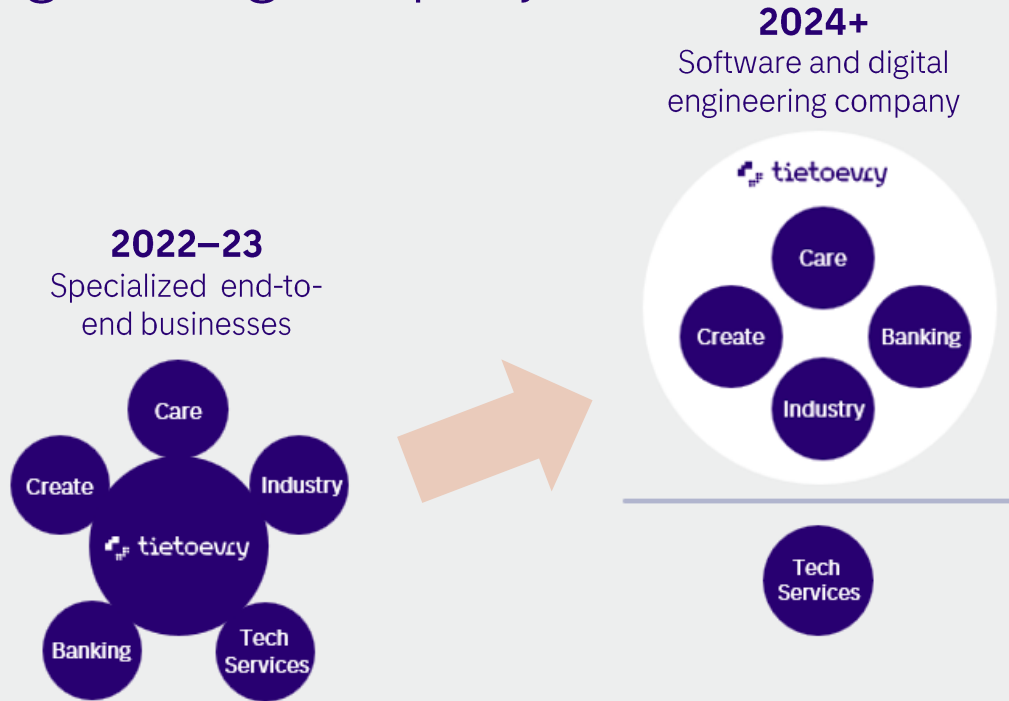 2022–23
Specialized end-to-
end businesses
Care
Create
Industry
tietoevry
Banking
Tech
Services
2024+
Software and digital
engineering company
tietoevry
Care
Create
Banking
Industry
Tech
Services